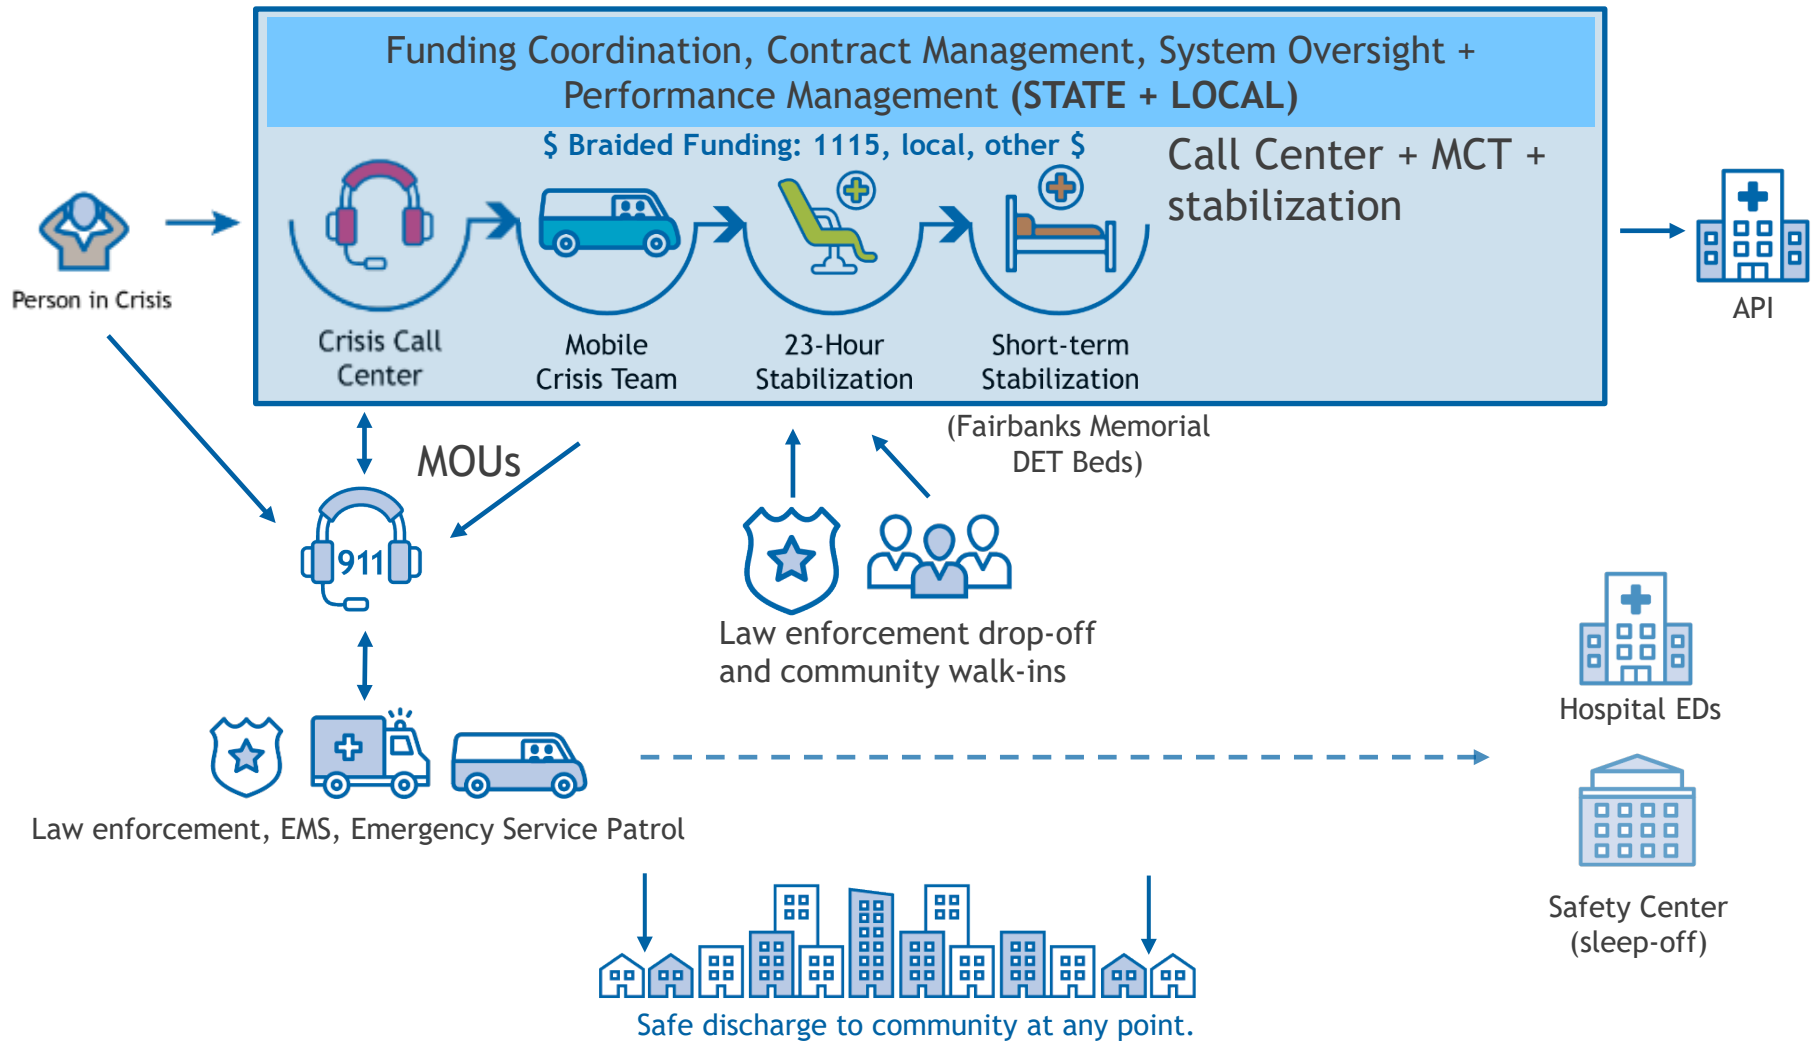 Funding Coordination, Contract Management, System Oversight +
Performance Management (STATE + LOCAL)
$ Braided Funding: 1115, local, other $
Call Center + MCT +
stabilization
Person in Crisis
Crisis Call
Center
Mobile
Crisis Team
23-Hour
Stabilization
Short-term
Stabilization
API
(Fairbanks Memorial
DET Beds)
MOUs
911
Law enforcement drop-off
and community walk-ins
Hospital EDs
Law enforcement, EMS, Emergency Service Patrol
Safety Center
(sleep-off)
Safe discharge to community at any point.